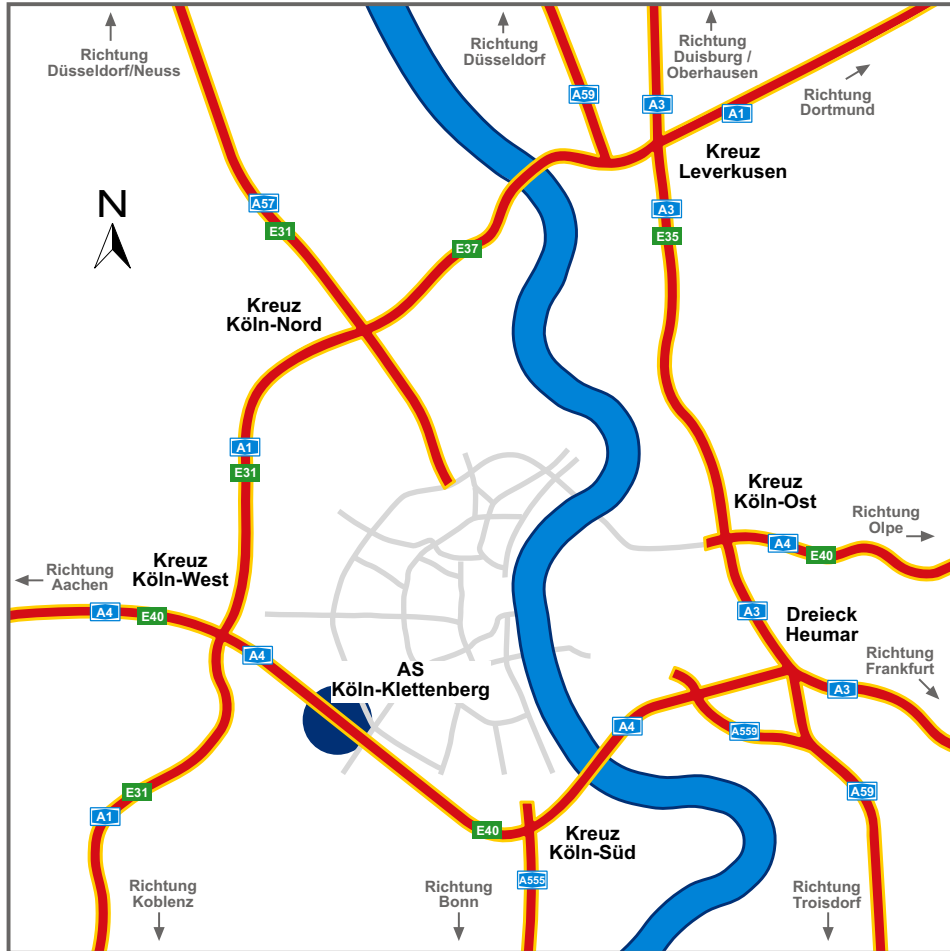 Richtung
Düsseldorf/Neuss
Richtung
Düsseldorf
Richtung
Duisburg /
Oberhausen
Richtung
Dortmund
A59
A3
A1
Kreuz
Leverkusen
N
A57
E31
A3
E35
E37
Kreuz
Köln-Nord
A1
E31
Kreuz
Köln-Ost
Richtung
Olpe
A4
E40
Richtung
Aachen
Kreuz
Köln-West
A4
E40
A4
A3
Dreieck
Heumar
Richtung
Frankfurt
A3
AS
Köln-Klettenberg
A4
A559
E31
A1
A59
E40
Kreuz
Köln-Süd
A555
Richtung
Koblenz
Richtung
Bonn
Richtung
Troisdorf